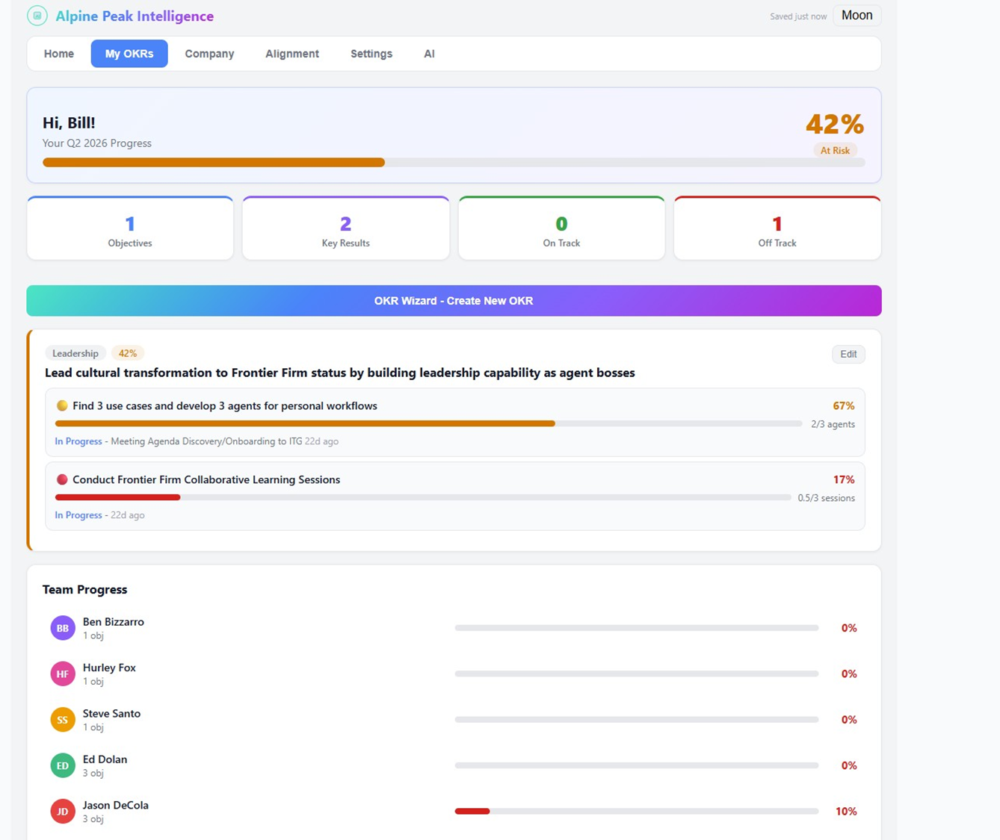 Alpine Peak Intelligence
Saved just now
Moon
Home
My OKRs
Company
Alignment
Settings
AI
Hi, Bill!
Your Q2 2026 Progress
42%
At Risk
1
Objectives
2
Key Results
0
On Track
1
Off Track
OKR Wizard - Create New OKR
Leadership
42%
Edit
Lead cultural transformation to Frontier Firm status by building leadership capability as agent bosses
Find 3 use cases and develop 3 agents for personal workflows
67%
2/3 agents
In Progress - Meeting Agenda Discovery/Onboarding to ITG 22d ago
Conduct Frontier Firm Collaborative Learning Sessions
17%
0.5/3 sessions
In Progress - 22d ago
Team Progress
BB
Ben Bizzarro
1 obj
0%
HF
Hurley Fox
1 obj
0%
SS
Steve Santo
1 obj
0%
ED
Ed Dolan
3 obj
0%
JD
Jason DeCola
3 obj
10%